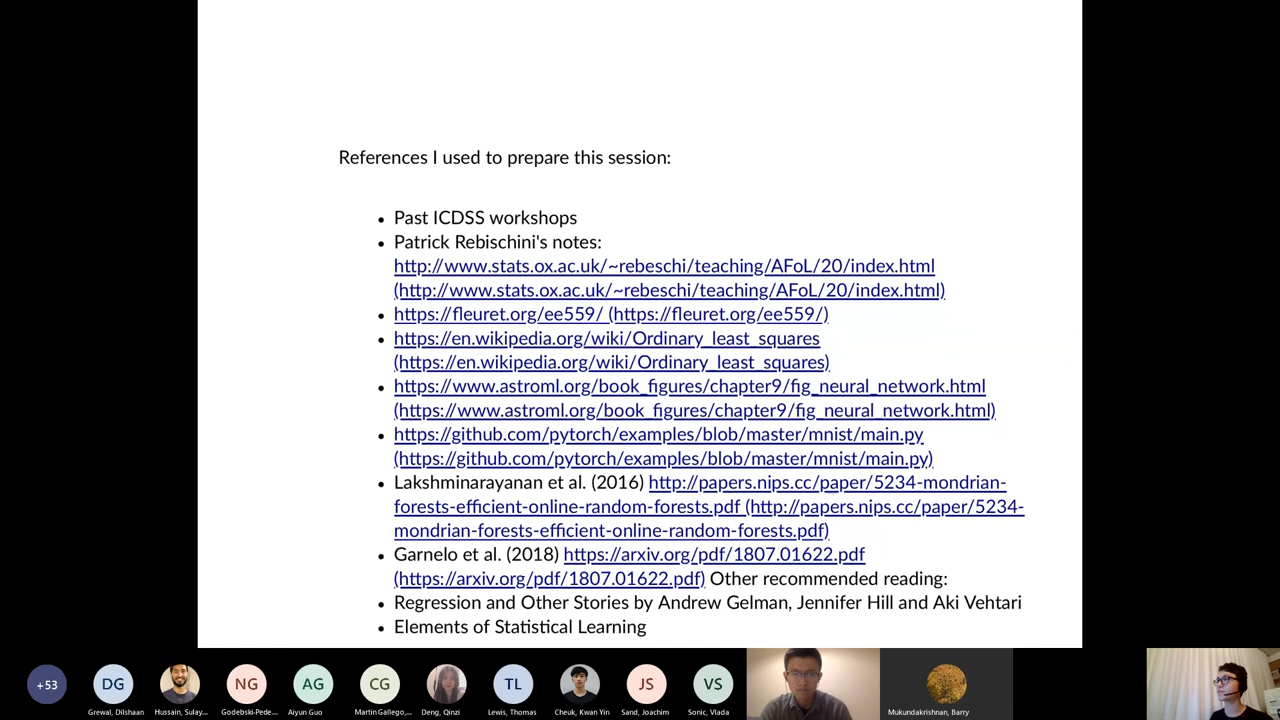 References I used to prepare this session:
Past ICDSS workshops
Patrick Rebischini's notes:
http://www.stats.ox.ac.uk/~rebeschi/teaching/AFoL/20/index.html
(http://www.stats.ox.ac.uk/~rebeschi/teaching/AFoL/20/index.html)
https://fleuret.org/ee559/ (https://fleuret.org/ee559/)
https://en.wikipedia.org/wiki/Ordinary_least_squares
(https://en.wikipedia.org/wiki/Ordinary_least_squares)
https://www.astroml.org/book_figures/chapter9/fig_neural_network.html
(https://www.astroml.org/book_figures/chapter9/fig_neural_network.html)
https://github.com/pytorch/examples/blob/master/mnist/main.py
(https://github.com/pytorch/examples/blob/master/mnist/main.py)
Lakshminarayanan et al. (2016) http://papers.nips.cc/paper/5234-mondrian-
forests-efficient-online-random-forests.pdf (http://papers.nips.cc/paper/5234-
mondrian-forests-efficient-online-random-forests.pdf)
Garnelo et al. (2018) https://arxiv.org/pdf/1807.01622.pdf
(https://arxiv.org/pdf/1807.01622.pdf) Other recommended reading:
Regression and Other Stories by Andrew Gelman, Jennifer Hill and Aki Vehtari
Elements of Statistical Learning
+53 DG NG AG CG TL JS VS
Grewal, Dilshaan Hussain, Sulay... Godebski-Pede... Aiyun Guo Martin Gallego,... Deng, Qinzi Lewis, Thomas Cheuk, Kwan Yin Sand, Joachim Sonic, Vlada Mukundakrishnan, Barry